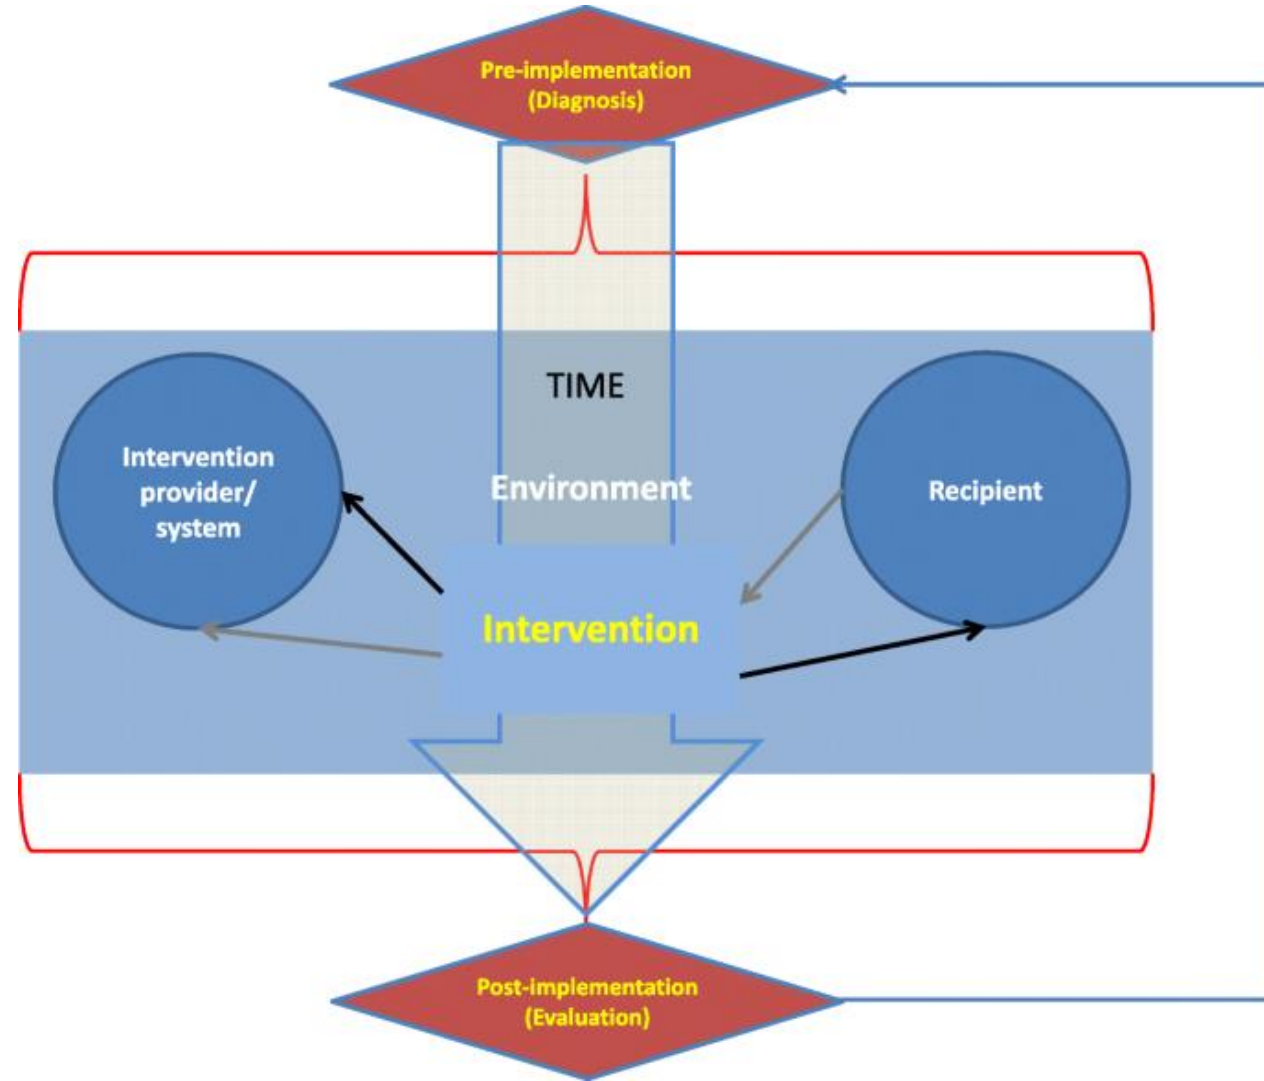 Pre-implementation
(Diagnosis)
TIME
Intervention
provider/
system
Environment
Recipient
Intervention
Post-implementation
(Evaluation)